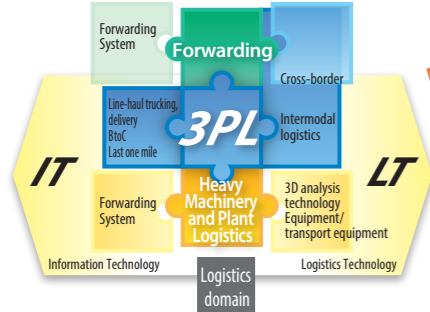 Forwarding
System
Forwarding
Cross-border
Line-haul trucking,
delivery
BtoC
Last one mile
3PL
Intermodal
logistics
IT
LT
Forwarding
System
Heavy
Machinery
and Plant
Logistics
3D analysis
technology
Equipment/
transport equipment
Information Technology
Logistics Technology
Logistics
domain